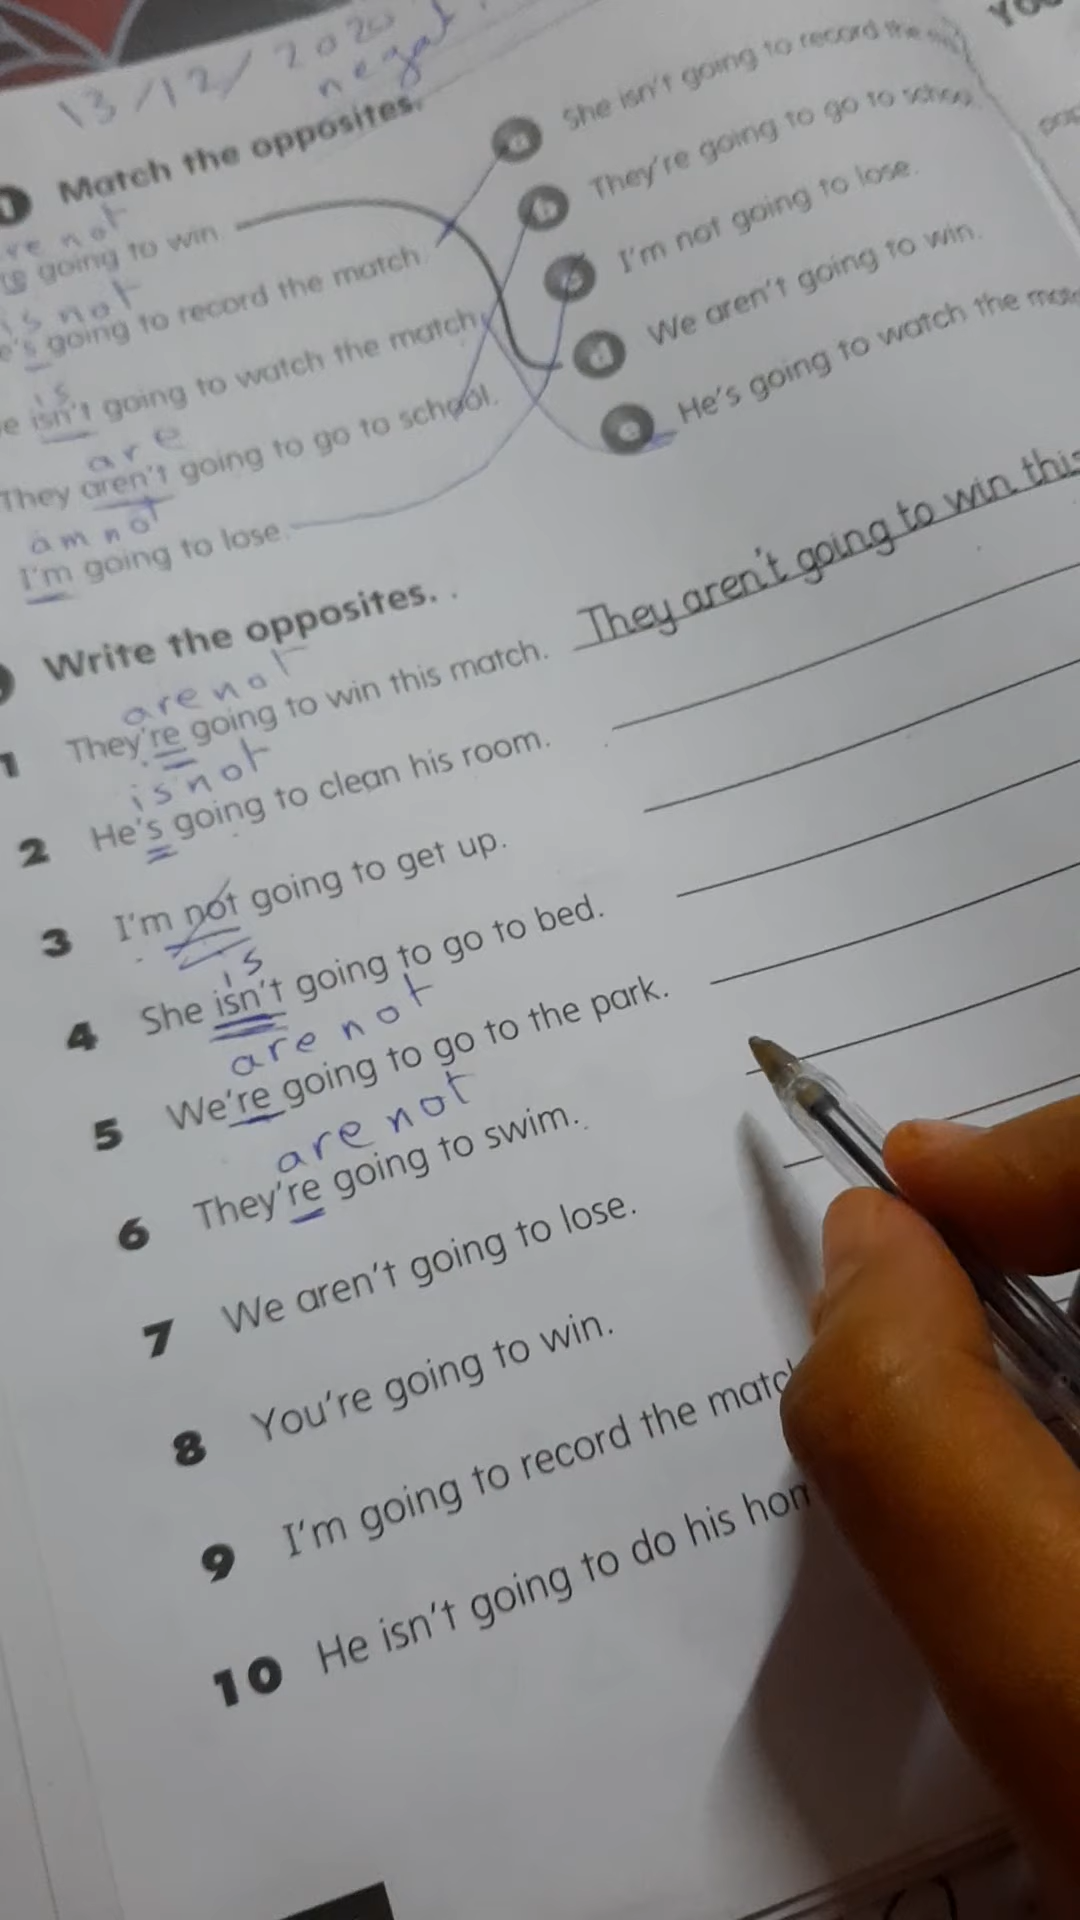 13/12/2020
negat
1 Match the opposites.
re not
going to win
is not
's going to record the match.
is
e isn't going to watch the match.
are
They aren't going to go to school.
am not
I'm going to lose.
a She isn't going to record the
b They're going to go to school.
c I'm not going to lose.
d We aren't going to win.
e He's going to watch the mat
Write the opposites.
are not
1 They're going to win this match. They aren't going to win this
is not
2 He's going to clean his room.
3 I'm not going to get up.
is
4 She isn't going to go to bed.
are not
5 We're going to go to the park.
are not
6 They're going to swim.
7 We aren't going to lose.
8 You're going to win.
9 I'm going to record the matc
10 He isn't going to do his hom